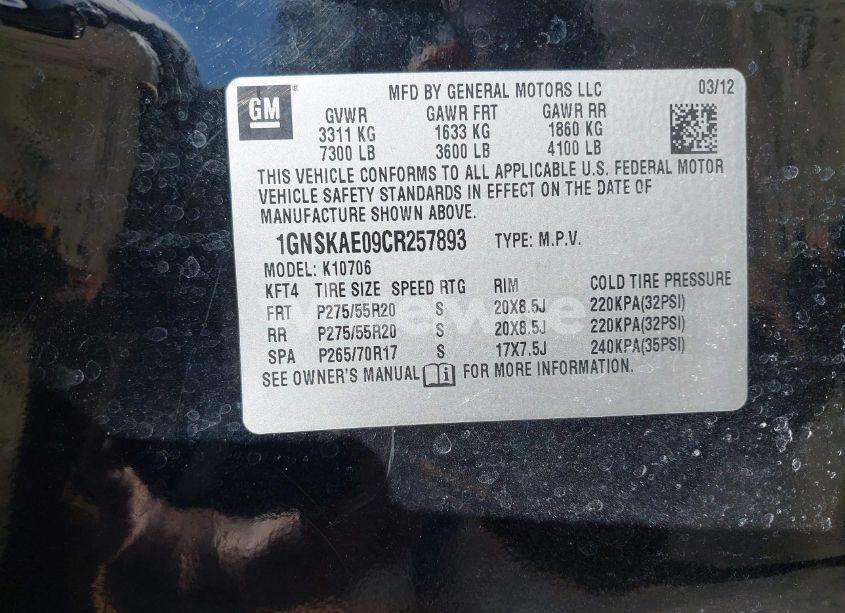 GM
MFD BY GENERAL MOTORS LLC 03/12
GVWR GAWR FRT GAWR RR
3311 KG 1633 KG 1860 KG
7300 LB 3600 LB 4100 LB
THIS VEHICLE CONFORMS TO ALL APPLICABLE U.S. FEDERAL MOTOR
VEHICLE SAFETY STANDARDS IN EFFECT ON THE DATE OF
MANUFACTURE SHOWN ABOVE.
1GNSKAE09CR257893 TYPE: M.P.V.
MODEL: K10706
KFT4 TIRE SIZE SPEED RTG RIM COLD TIRE PRESSURE
FRT P275/55R20 S 20X8.5J 220KPA(32PSI)
RR P275/55R20 S 20X8.5J 220KPA(32PSI)
SPA P265/70R17 S 17X7.5J 240KPA(35PSI)
SEE OWNER'S MANUAL FOR MORE INFORMATION.